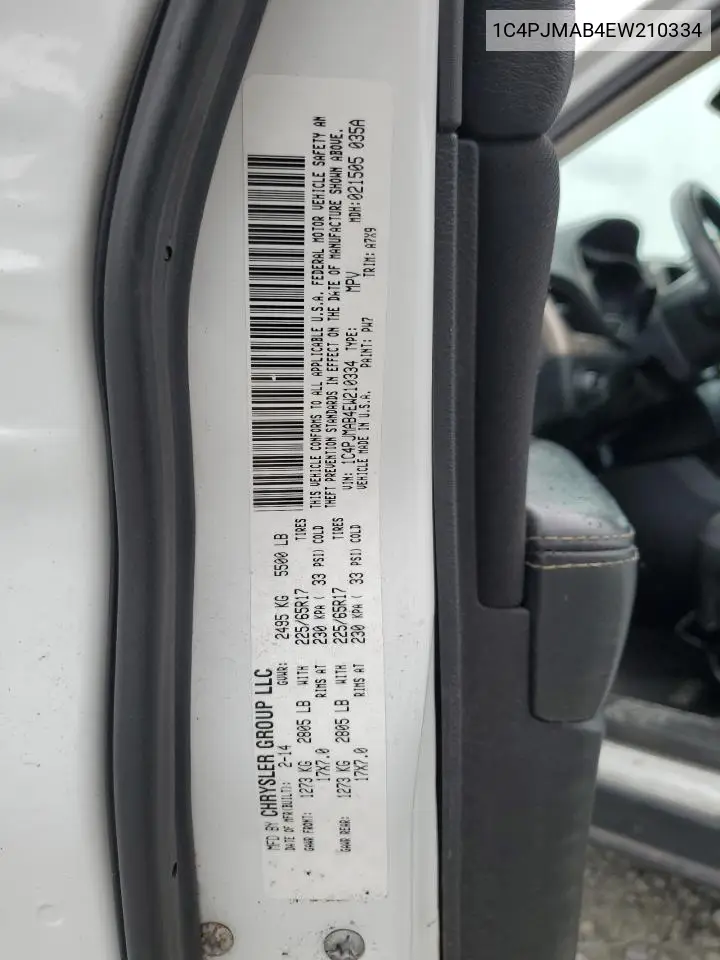 1C4PJMAB4EW210334
MFD BY CHRYSLER GROUP LLC
DATE OF MFR(BUILT): 2-14 GVWR: 2495 KG 5500 LB
GAWR FRONT: 1273 KG 2805 LB WITH 225/65R17 TIRES
17X7.0 RIMS AT 230 KPA ( 33 PSI) COLD
GAWR REAR: 1273 KG 2805 LB WITH 225/65R17 TIRES
17X7.0 RIMS AT 230 KPA ( 33 PSI) COLD
THIS VEHICLE CONFORMS TO ALL APPLICABLE U.S.A. FEDERAL MOTOR VEHICLE SAFETY AN
THEFT PREVENTION STANDARDS IN EFFECT ON THE DATE OF MANUFACTURE SHOWN ABOVE.
VIN: 1C4PJMAB4EW210334 TYPE: MPV MDH:021505 035A
VEHICLE MADE IN U.S.A. PAINT: PW7 TRIM: A7X9